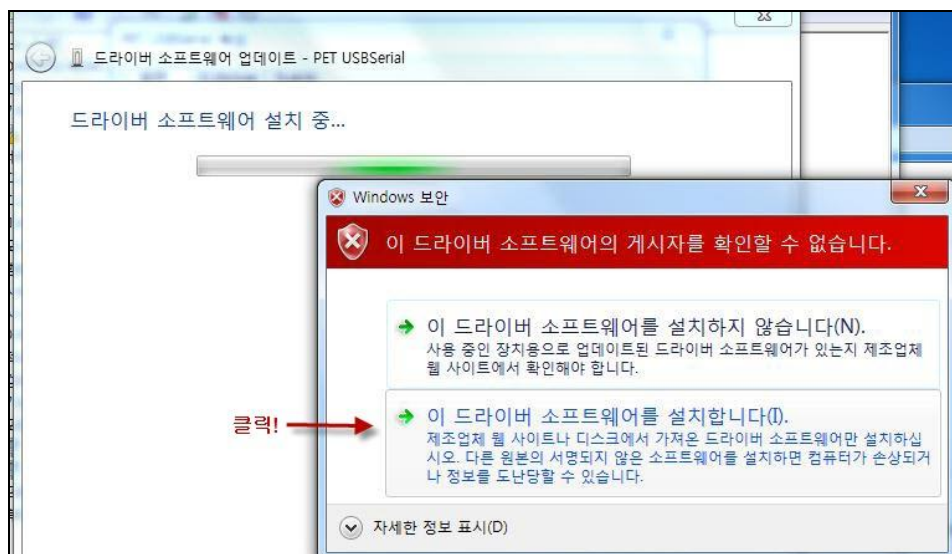 드라이버 소프트웨어 업데이트 - PET USBSerial
드라이버 소프트웨어 설치 중...
Windows 보안
이 드라이버 소프트웨어의 게시자를 확인할 수 없습니다.
이 드라이버 소프트웨어를 설치하지 않습니다(N).
사용 중인 장치용으로 업데이트된 드라이버 소프트웨어가 있는지 제조업체
웹 사이트에서 확인해야 합니다.
클릭!
이 드라이버 소프트웨어를 설치합니다(I).
제조업체 웹 사이트나 디스크에서 가져온 드라이버 소프트웨어만 설치하십
시오. 다른 원본의 서명되지 않은 소프트웨어를 설치하면 컴퓨터가 손상되거
나 정보를 도난당할 수 있습니다.
자세한 정보 표시(D)